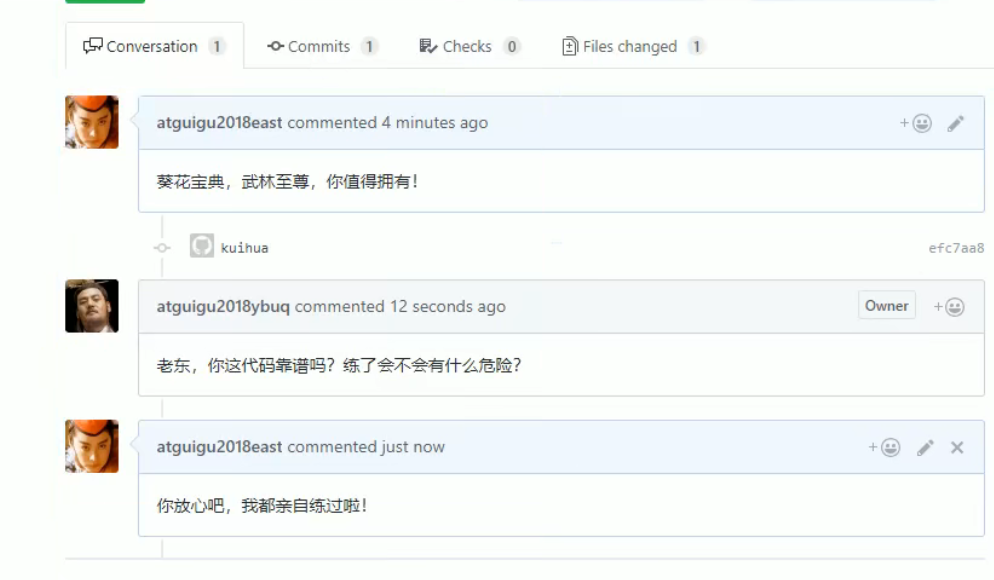 Conversation 1 Commits 1 Checks 0 Files changed 1
atguigu2018east commented 4 minutes ago
葵花宝典，武林至尊，你值得拥有！
kuihua efc7aa8
atguigu2018ybuq commented 12 seconds ago Owner
老东，你这代码靠谱吗？练了会不会有什么危险？
atguigu2018east commented just now
你放心吧，我都亲自练过啦！